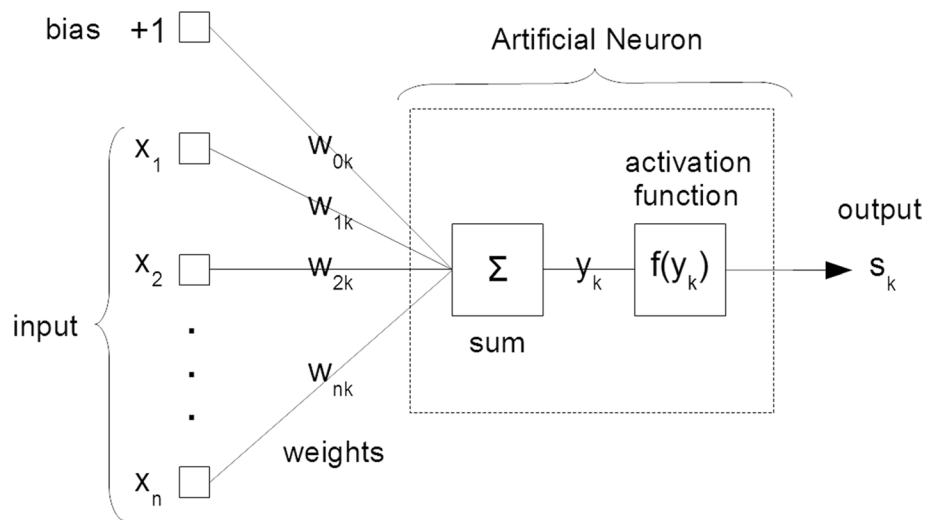 bias +1
Artificial Neuron
x1
w0k
activation
function
w1k
output
x2
w2k
Σ
yk
f(yk)
sk
input
sum
wnk
weights
xn